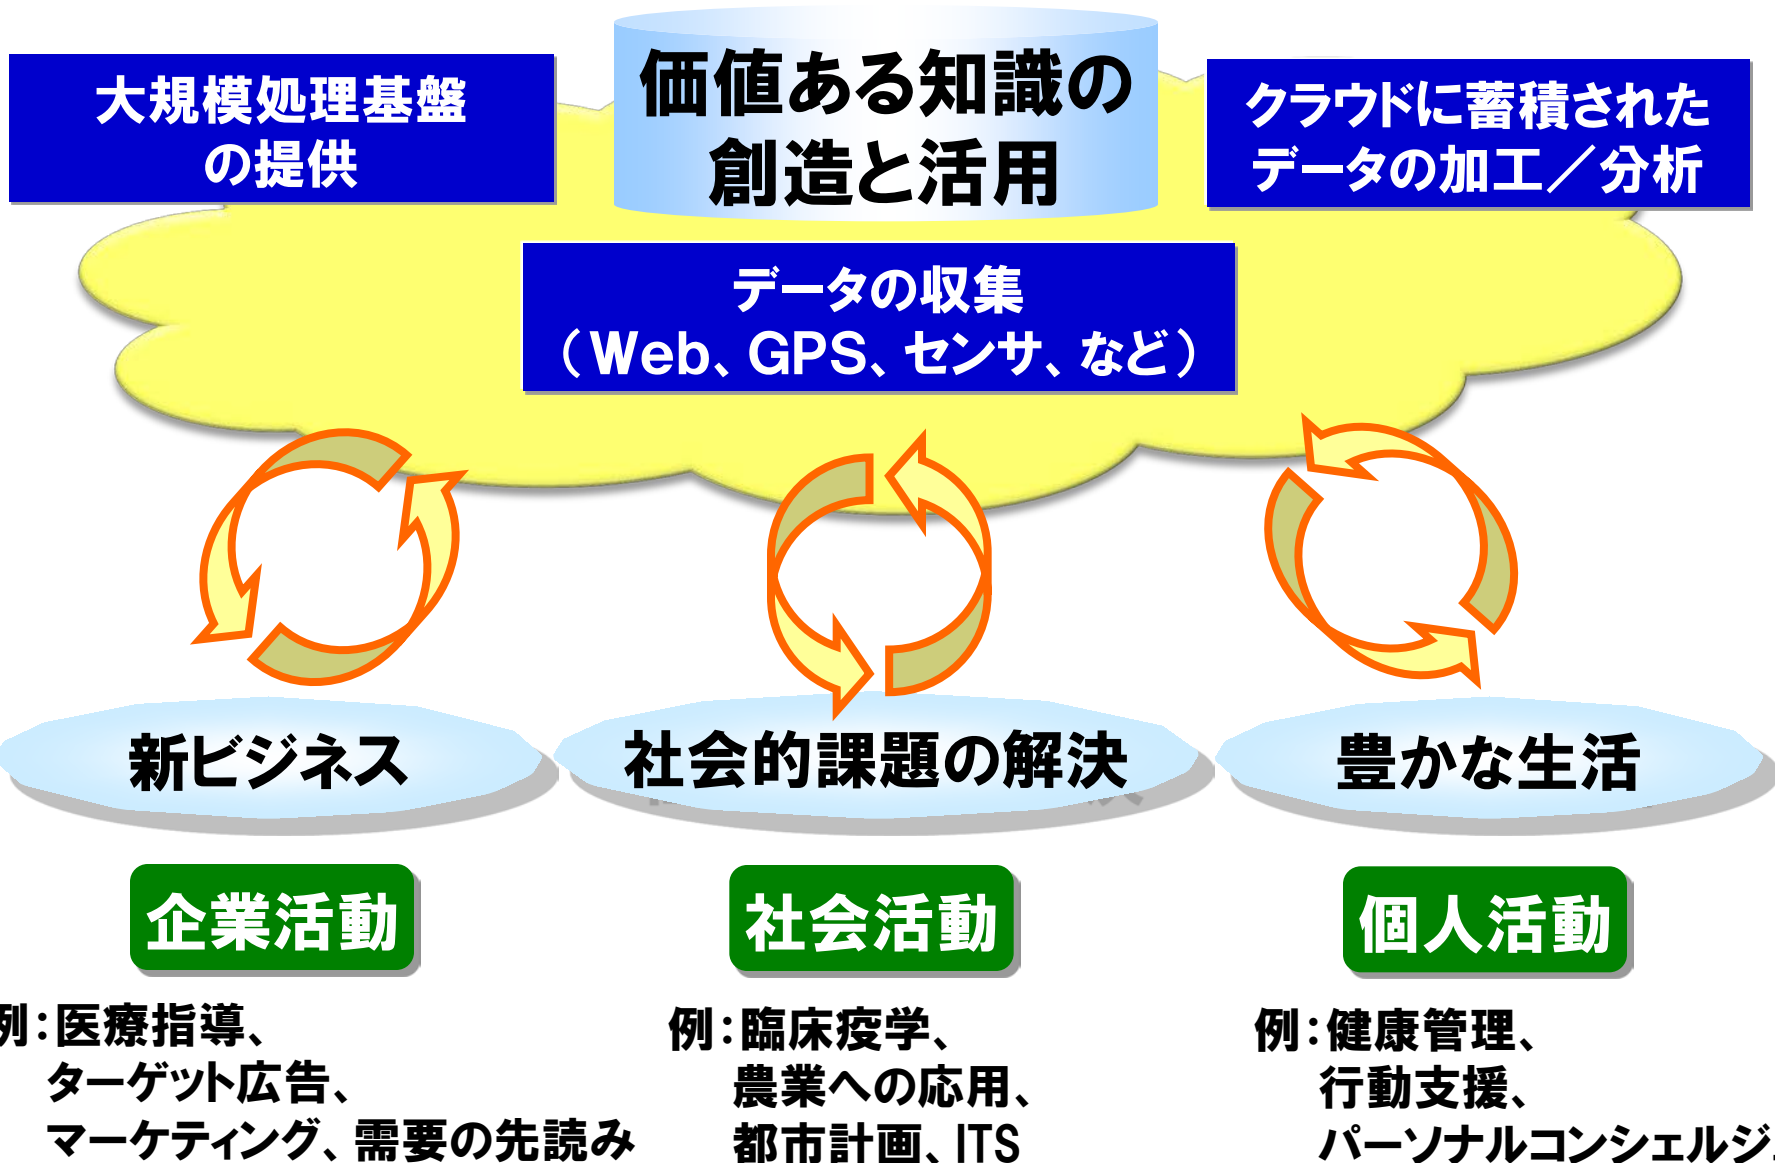 大規模処理基盤
の提供
価値ある知識の
創造と活用
クラウドに蓄積された
データの加工／分析
データの収集
（Web、GPS、センサ、など）
新ビジネス
社会的課題の解決
豊かな生活
企業活動
社会活動
個人活動
例：医療指導、
ターゲット広告、
マーケティング、需要の先読み
例：臨床疫学、
農業への応用、
都市計画、ITS
例：健康管理、
行動支援、
パーソナルコンシェルジュ